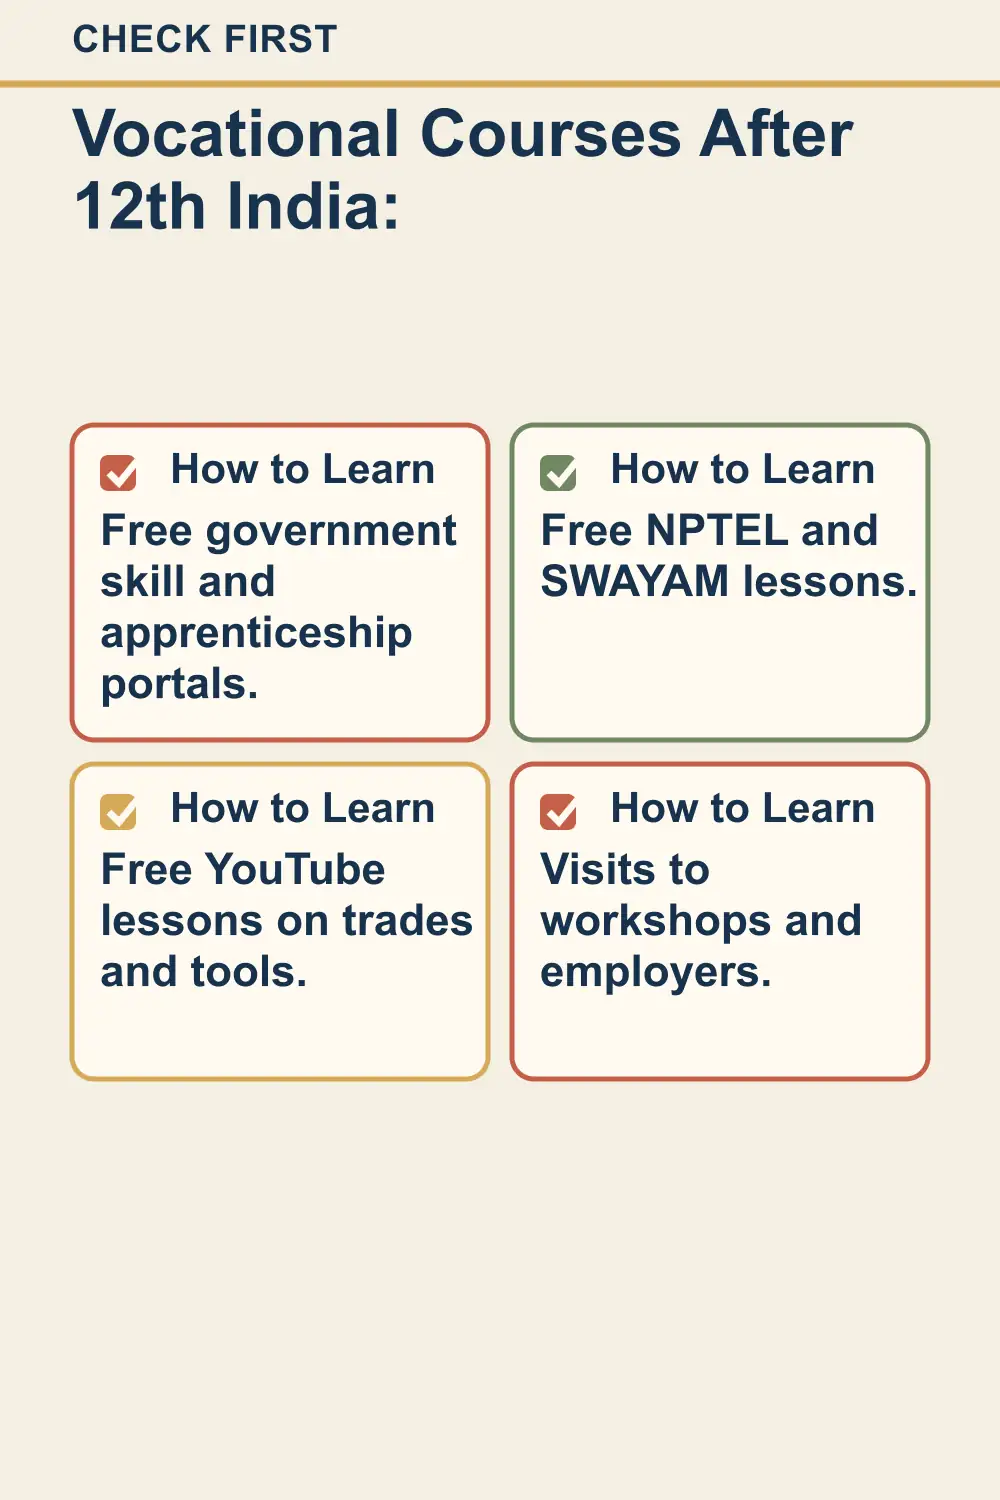 CHECK FIRST
Vocational Courses After
12th India:
How to Learn
Free government
skill and
apprenticeship
portals.
How to Learn
Free NPTEL and
SWAYAM lessons.
How to Learn
Free YouTube
lessons on trades
and tools.
How to Learn
Visits to
workshops and
employers.